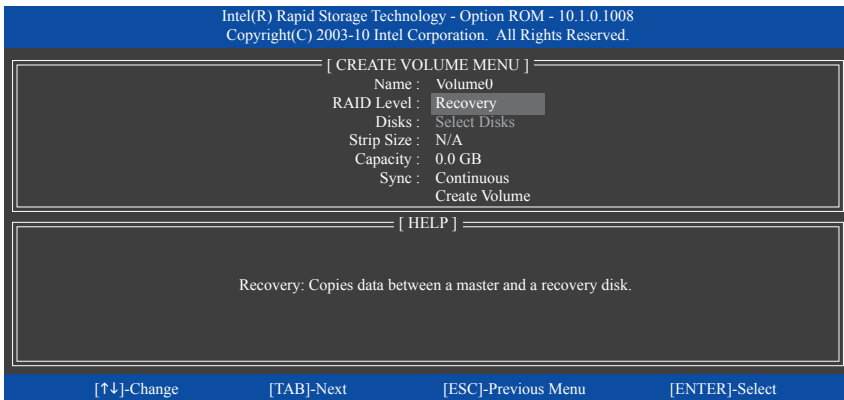 Intel(R) Rapid Storage Technology - Option ROM - 10.1.0.1008
Copyright(C) 2003-10 Intel Corporation. All Rights Reserved.
[ CREATE VOLUME MENU ]
Name : Volume0
RAID Level : Recovery
Disks : Select Disks
Strip Size : N/A
Capacity : 0.0 GB
Sync : Continuous
Create Volume
[ HELP ]
Recovery: Copies data between a master and a recovery disk.
[↑↓]-Change [TAB]-Next [ESC]-Previous Menu [ENTER]-Select